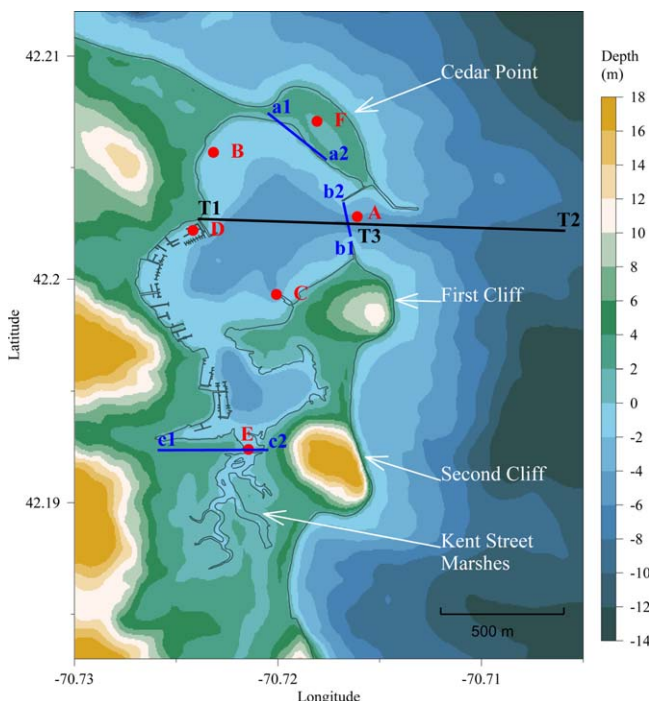 Depth
(m)
42.21
Cedar Point
a1
F
B
a2
b2
A
T1
T2
D
T3
b1
42.2
C
First Cliff
Latitude
E
c1
c2
Second Cliff
42.19
Kent Street
Marshes
500 m
-70.73
-70.72
-70.71
Longitude
18
16
14
12
10
8
6
4
2
0
-2
-4
-6
-8
-10
-12
-14